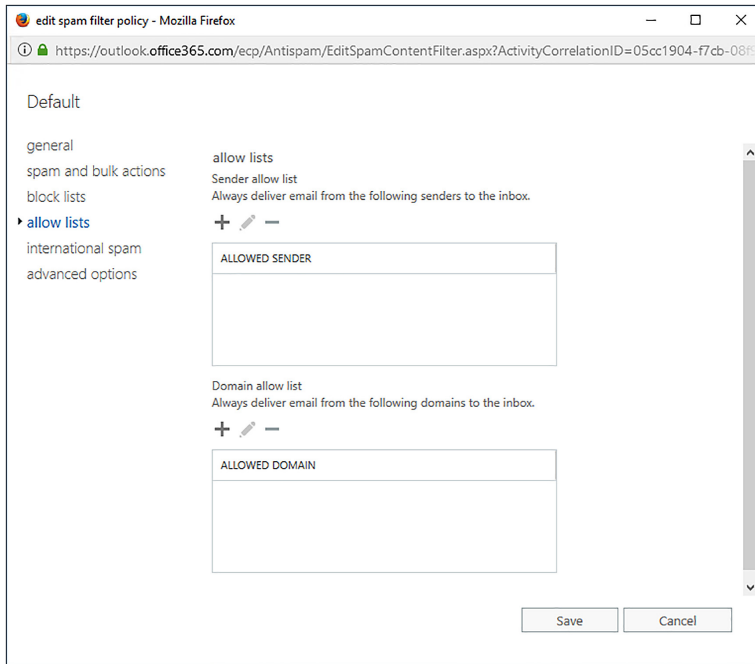 edit spam filter policy - Mozilla Firefox
https://outlook.office365.com/ecp/Antispam/EditSpamContentFilter.aspx?ActivityCorrelationID=05cc1904-f7cb-08f9
Default
general
spam and bulk actions
block lists
allow lists
international spam
advanced options
allow lists
Sender allow list
Always deliver email from the following senders to the inbox.
ALLOWED SENDER
Domain allow list
Always deliver email from the following domains to the inbox.
ALLOWED DOMAIN
Save
Cancel